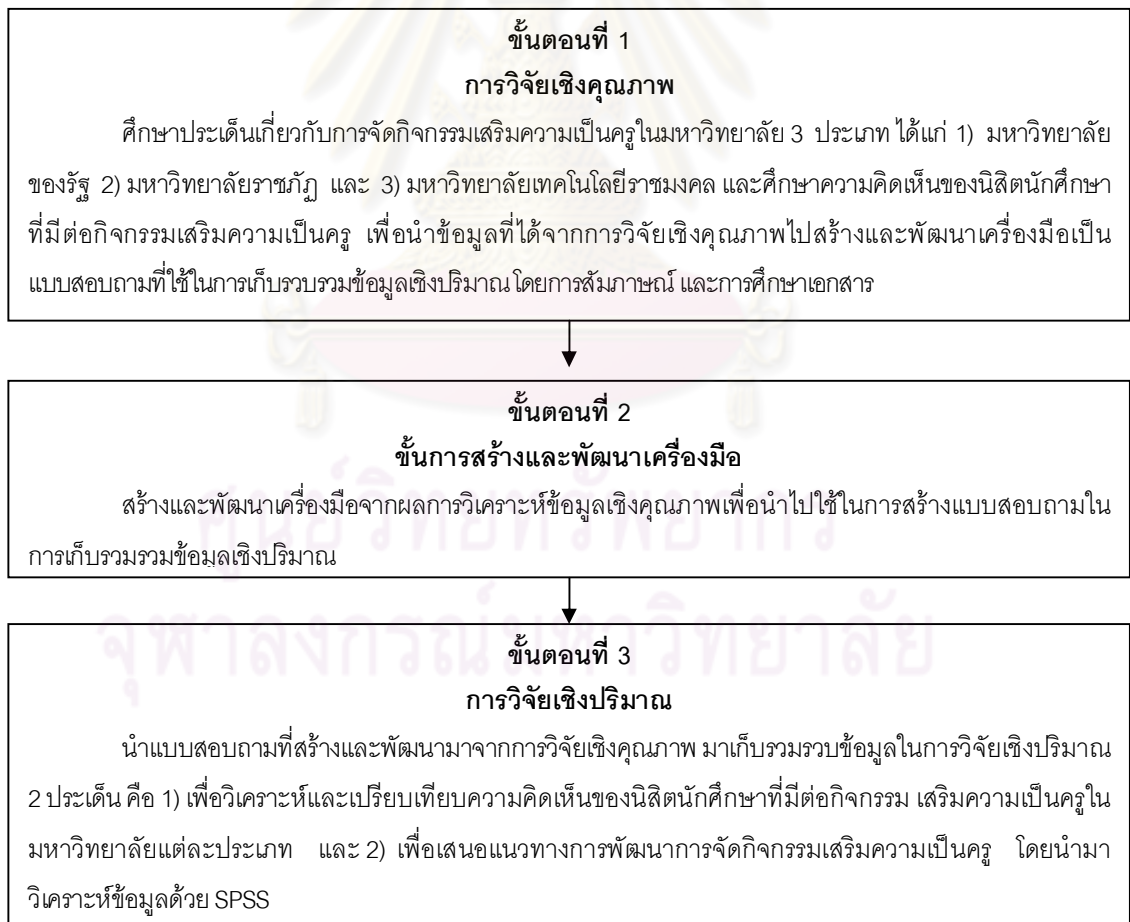 ขั้นตอนที่ 1
การวิจัยเชิงคุณภาพ
ศึกษาประเด็นเกี่ยวกับการจัดกิจกรรมเสริมความเป็นครูในมหาวิทยาลัย 3 ประเภท ได้แก่ 1) มหาวิทยาลัย
ของรัฐ 2) มหาวิทยาลัยราชภัฏ และ 3) มหาวิทยาลัยเทคโนโลยีราชมงคล และศึกษาความคิดเห็นของนิสิตนักศึกษา
ที่มีต่อกิจกรรมเสริมความเป็นครู เพื่อนำข้อมูลที่ได้จากการวิจัยเชิงคุณภาพไปสร้างและพัฒนาเครื่องมือเป็น
แบบสอบถามที่ใช้ในการเก็บรวบรวมข้อมูลเชิงปริมาณ โดยการสัมภาษณ์ และการศึกษาเอกสาร
ขั้นตอนที่ 2
ขั้นการสร้างและพัฒนาเครื่องมือ
สร้างและพัฒนาเครื่องมือจากผลการวิเคราะห์ข้อมูลเชิงคุณภาพเพื่อนำไปใช้ในการสร้างแบบสอบถามใน
การเก็บรวมรวมข้อมูลเชิงปริมาณ
ศูนย์วิทยทรัพยากร
จุฬาลงกรณ์มหาวิทยาลัย
ขั้นตอนที่ 3
การวิจัยเชิงปริมาณ
นำแบบสอบถามที่สร้างและพัฒนามาจากการวิจัยเชิงคุณภาพ มาเก็บรวมรวบข้อมูลในการวิจัยเชิงปริมาณ
2 ประเด็น คือ 1) เพื่อวิเคราะห์และเปรียบเทียบความคิดเห็นของนิสิตนักศึกษาที่มีต่อกิจกรรม เสริมความเป็นครูใน
มหาวิทยาลัยแต่ละประเภท และ 2) เพื่อเสนอแนวทางการพัฒนาการจัดกิจกรรมเสริมความเป็นครู โดยนำมา
วิเคราะห์ข้อมูลด้วย SPSS